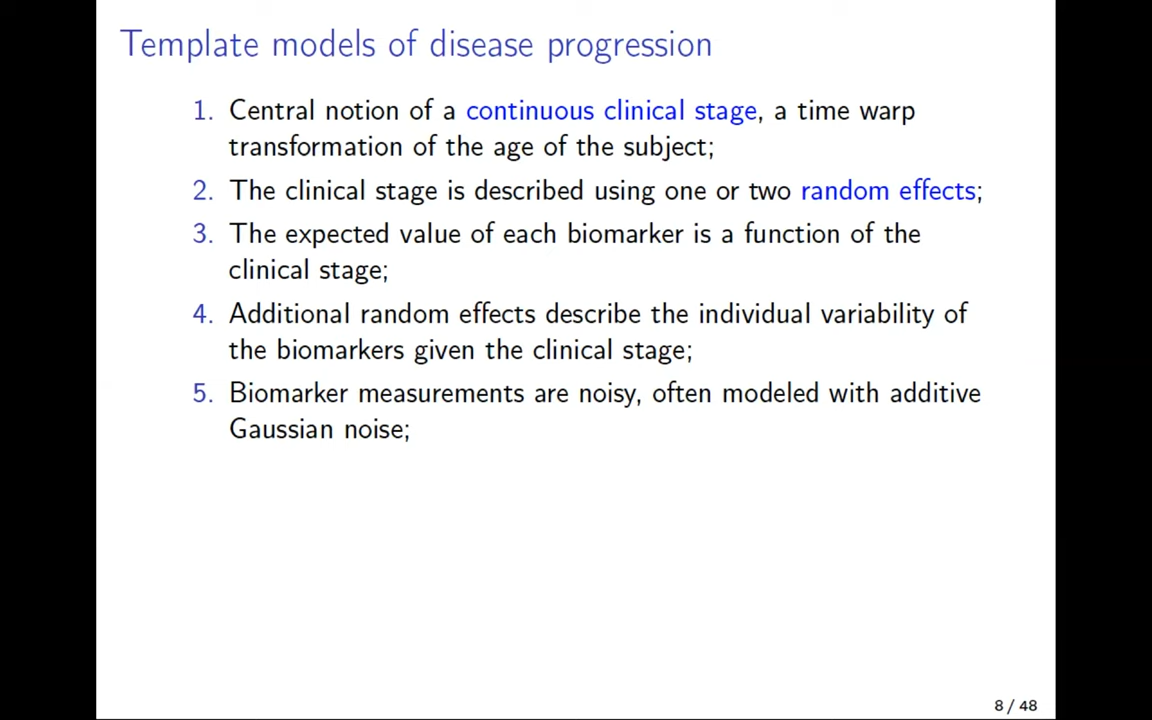 Template models of disease progression
1. Central notion of a continuous clinical stage, a time warp
transformation of the age of the subject;
2. The clinical stage is described using one or two random effects;
3. The expected value of each biomarker is a function of the
clinical stage;
4. Additional random effects describe the individual variability of
the biomarkers given the clinical stage;
5. Biomarker measurements are noisy, often modeled with additive
Gaussian noise;
8 / 48